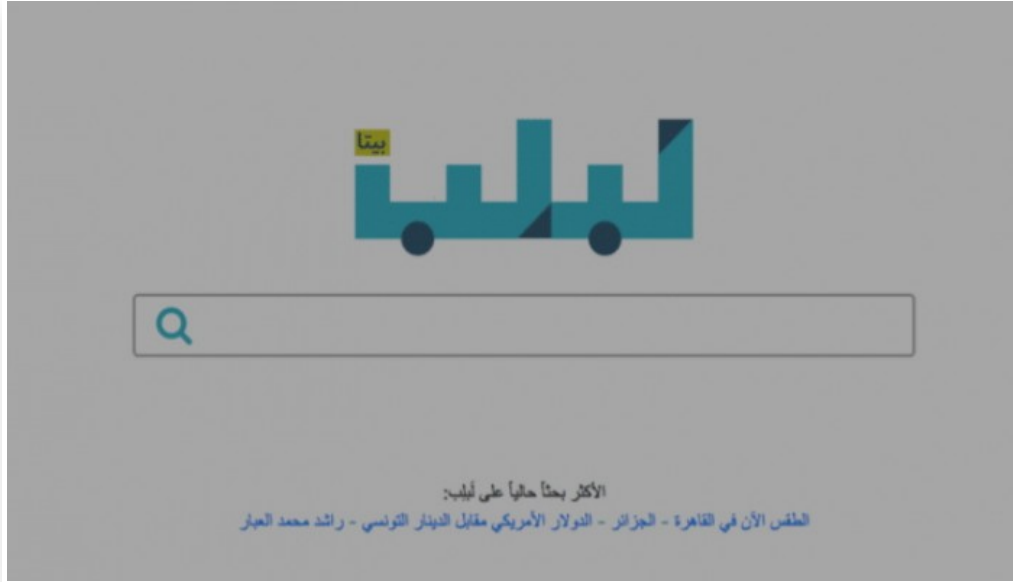 بيتا
لبلب
الأكثر بحثاً حالياً على لَبلِب:
الطقس الآن في القاهرة - الجزائر - الدولار الأمريكي مقابل الدينار التونسي - راشد محمد العبار